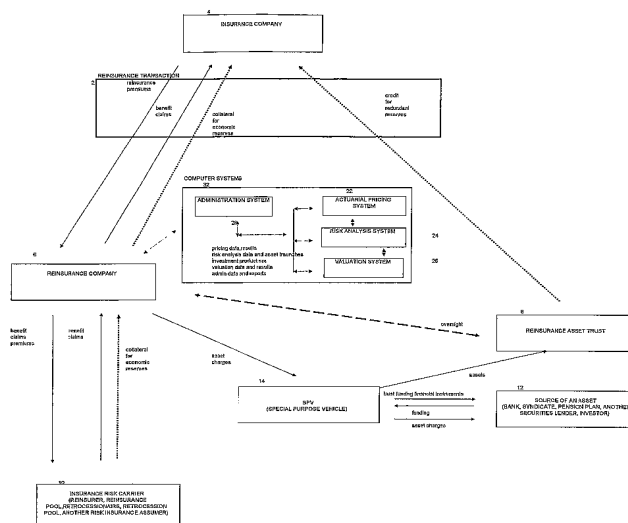 4
INSURANCE COMPANY
REINSURANCE TRANSACTION
2
reinsurance
premiums
benefit
claims
collateral
for
economic
reserves
credit
for
redundant
reserves
COMPUTER SYSTEMS
32
ADMINISTRATION SYSTEM
28
22
ACTUARIAL PRICING
SYSTEM
RISK ANALYSIS SYSTEM
24
VALUATION SYSTEM
26
pricing data, results
risk analysis data and asset tranches
investment product mix
valuation data and results
admin data and reports
6
REINSURANCE COMPANY
8
REINSURANCE ASSET TRUST
oversight
benefit
claims
premiums
benefit
claims
collateral
for
economic
reserves
asset
charges
assets
14
SPV
(SPECIAL PURPOSE VEHICLE)
asset funding financial instruments
funding
asset charges
12
SOURCE OF AN ASSET
(BANK, SYNDICATE, PENSION PLAN, ANOTHER
SECURITIES LENDER, INVESTOR)
10
INSURANCE RISK CARRIER
(REINSURER, REINSURANCE
POOL, RETROCESSIONAIRE, RETROCESSION
POOL, ANOTHER RISK INSURANCE ASSUMER)